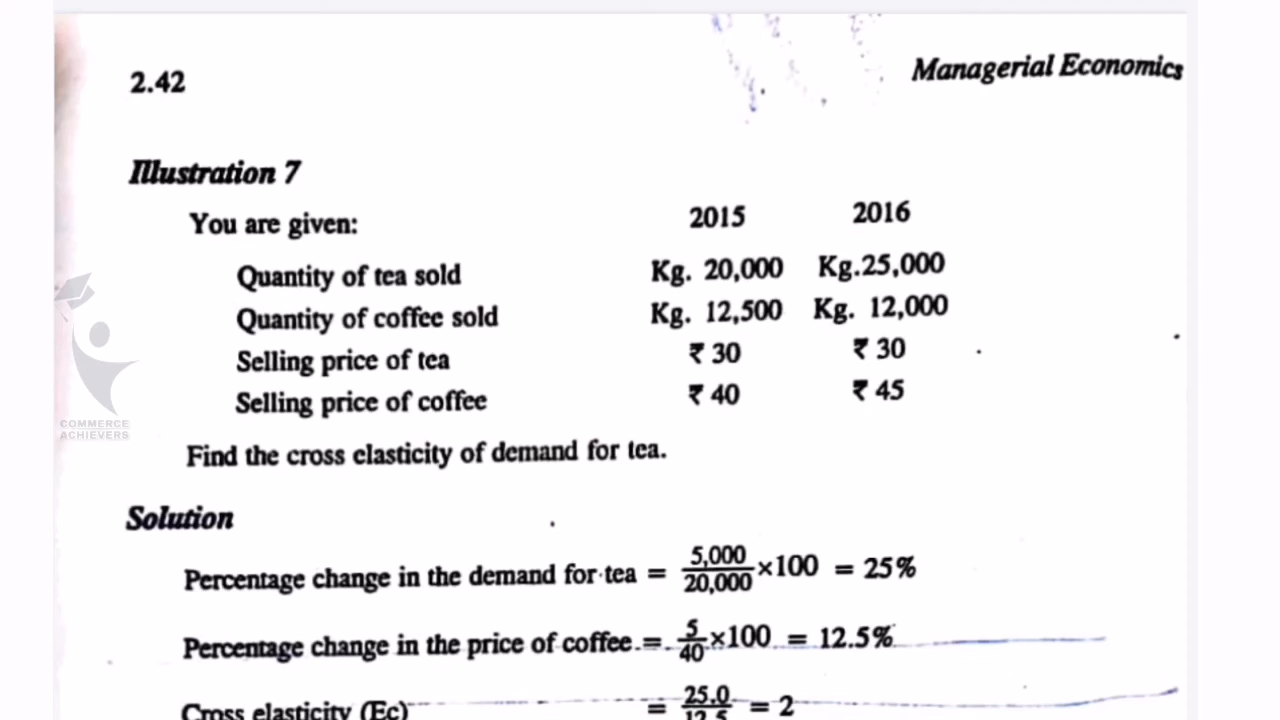 2.42
Managerial Economics
Illustration 7
You are given: 2015 2016
Quantity of tea sold Kg. 20,000 Kg.25,000
Quantity of coffee sold Kg. 12,500 Kg. 12,000
Selling price of tea ₹ 30 ₹ 30
Selling price of coffee ₹ 40 ₹ 45
COMMERCE
ACHIEVERS
Find the cross elasticity of demand for tea.
Solution
Percentage change in the demand for tea = 5,000/20,000 ×100 = 25%
Percentage change in the price of coffee = 5/40 ×100 = 12.5%
Cross elasticity (Ec) = 25.0/12.5 = 2